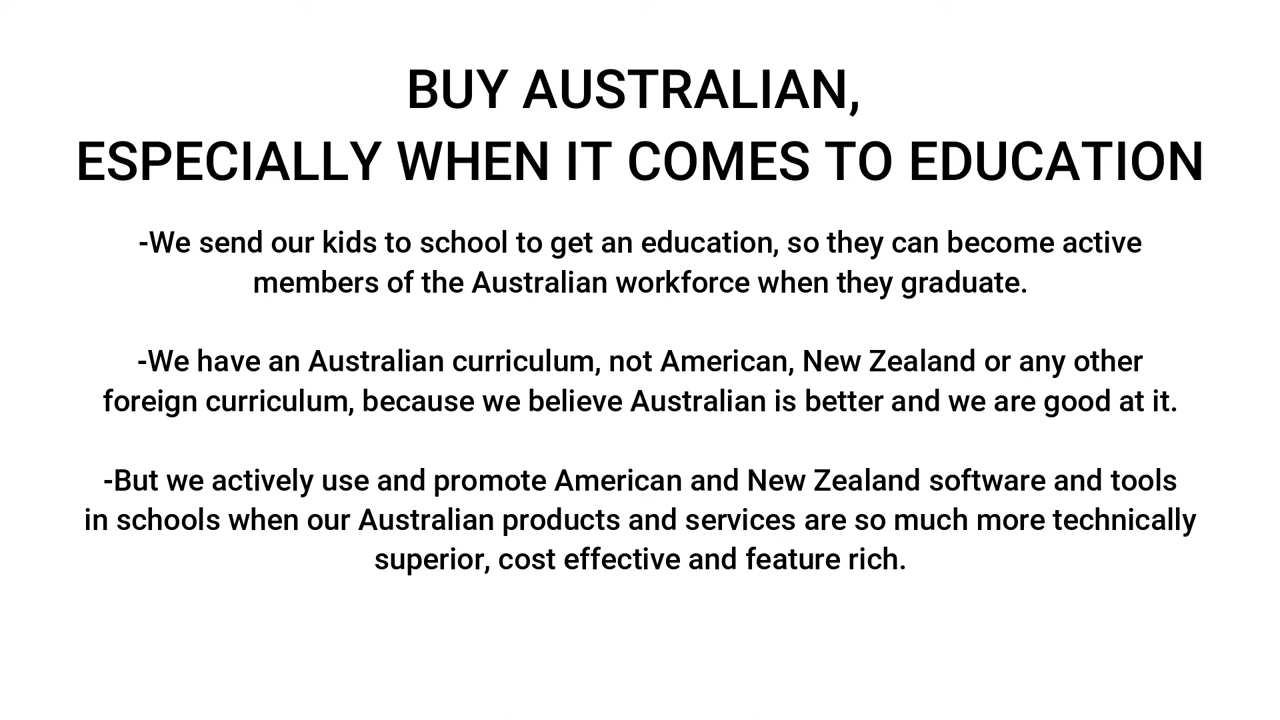 BUY AUSTRALIAN,
ESPECIALLY WHEN IT COMES TO EDUCATION
-We send our kids to school to get an education, so they can become active
members of the Australian workforce when they graduate.
-We have an Australian curriculum, not American, New Zealand or any other
foreign curriculum, because we believe Australian is better and we are good at it.
-But we actively use and promote American and New Zealand software and tools
in schools when our Australian products and services are so much more technically
superior, cost effective and feature rich.